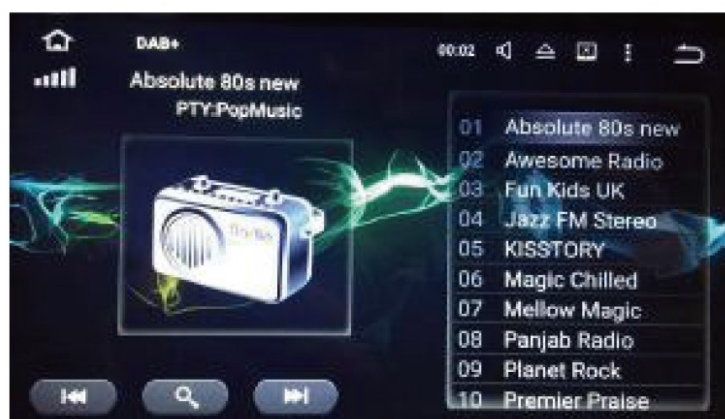 DAB+
00:02
Absolute 80s new
PTY:PopMusic
01 Absolute 80s new
02 Awesome Radio
03 Fun Kids UK
04 Jazz FM Stereo
05 KISSTORY
06 Magic Chilled
07 Mellow Magic
08 Panjab Radio
09 Planet Rock
10 Premier Praise